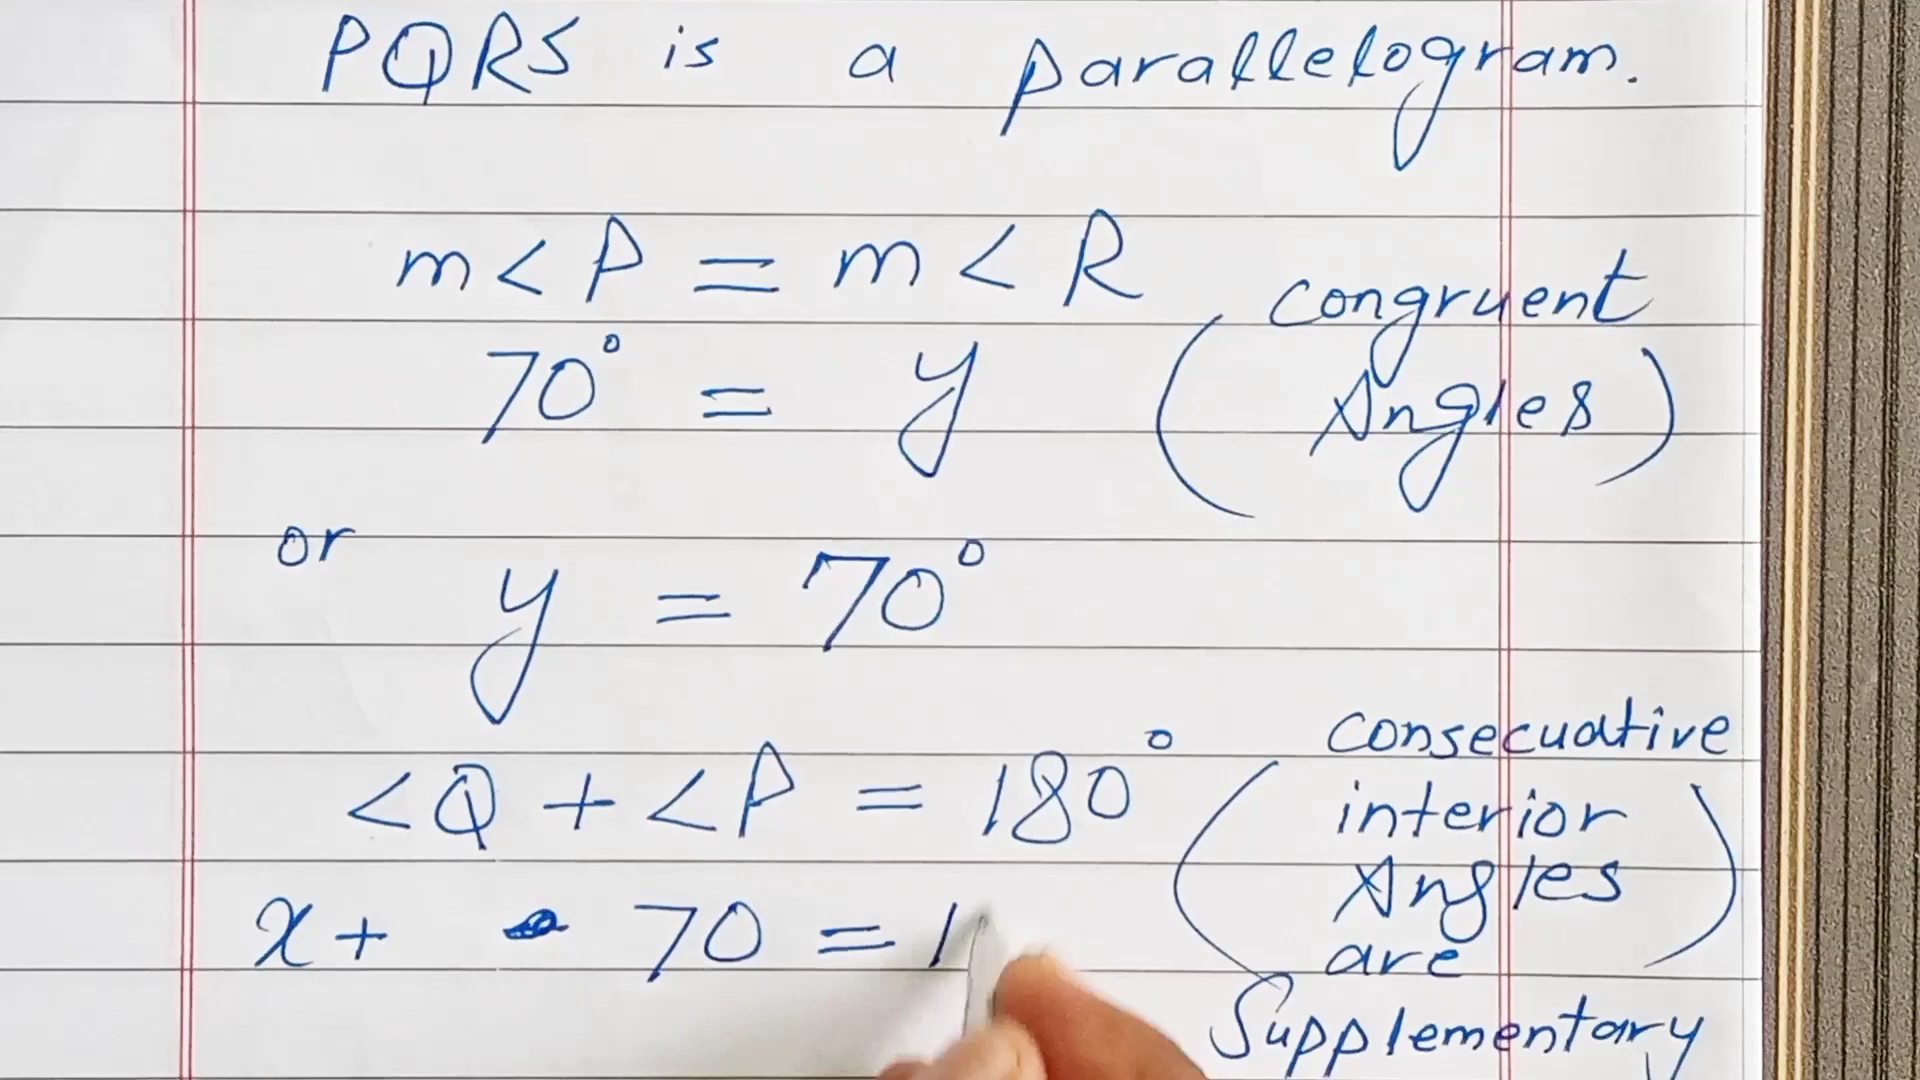 PQRS is a parallelogram.
m<P = m<R
70° = y (congruent Angles)
or y = 70°
<Q + <P = 180° (consecuative interior Angles are Supplementary
x + 70 = 1